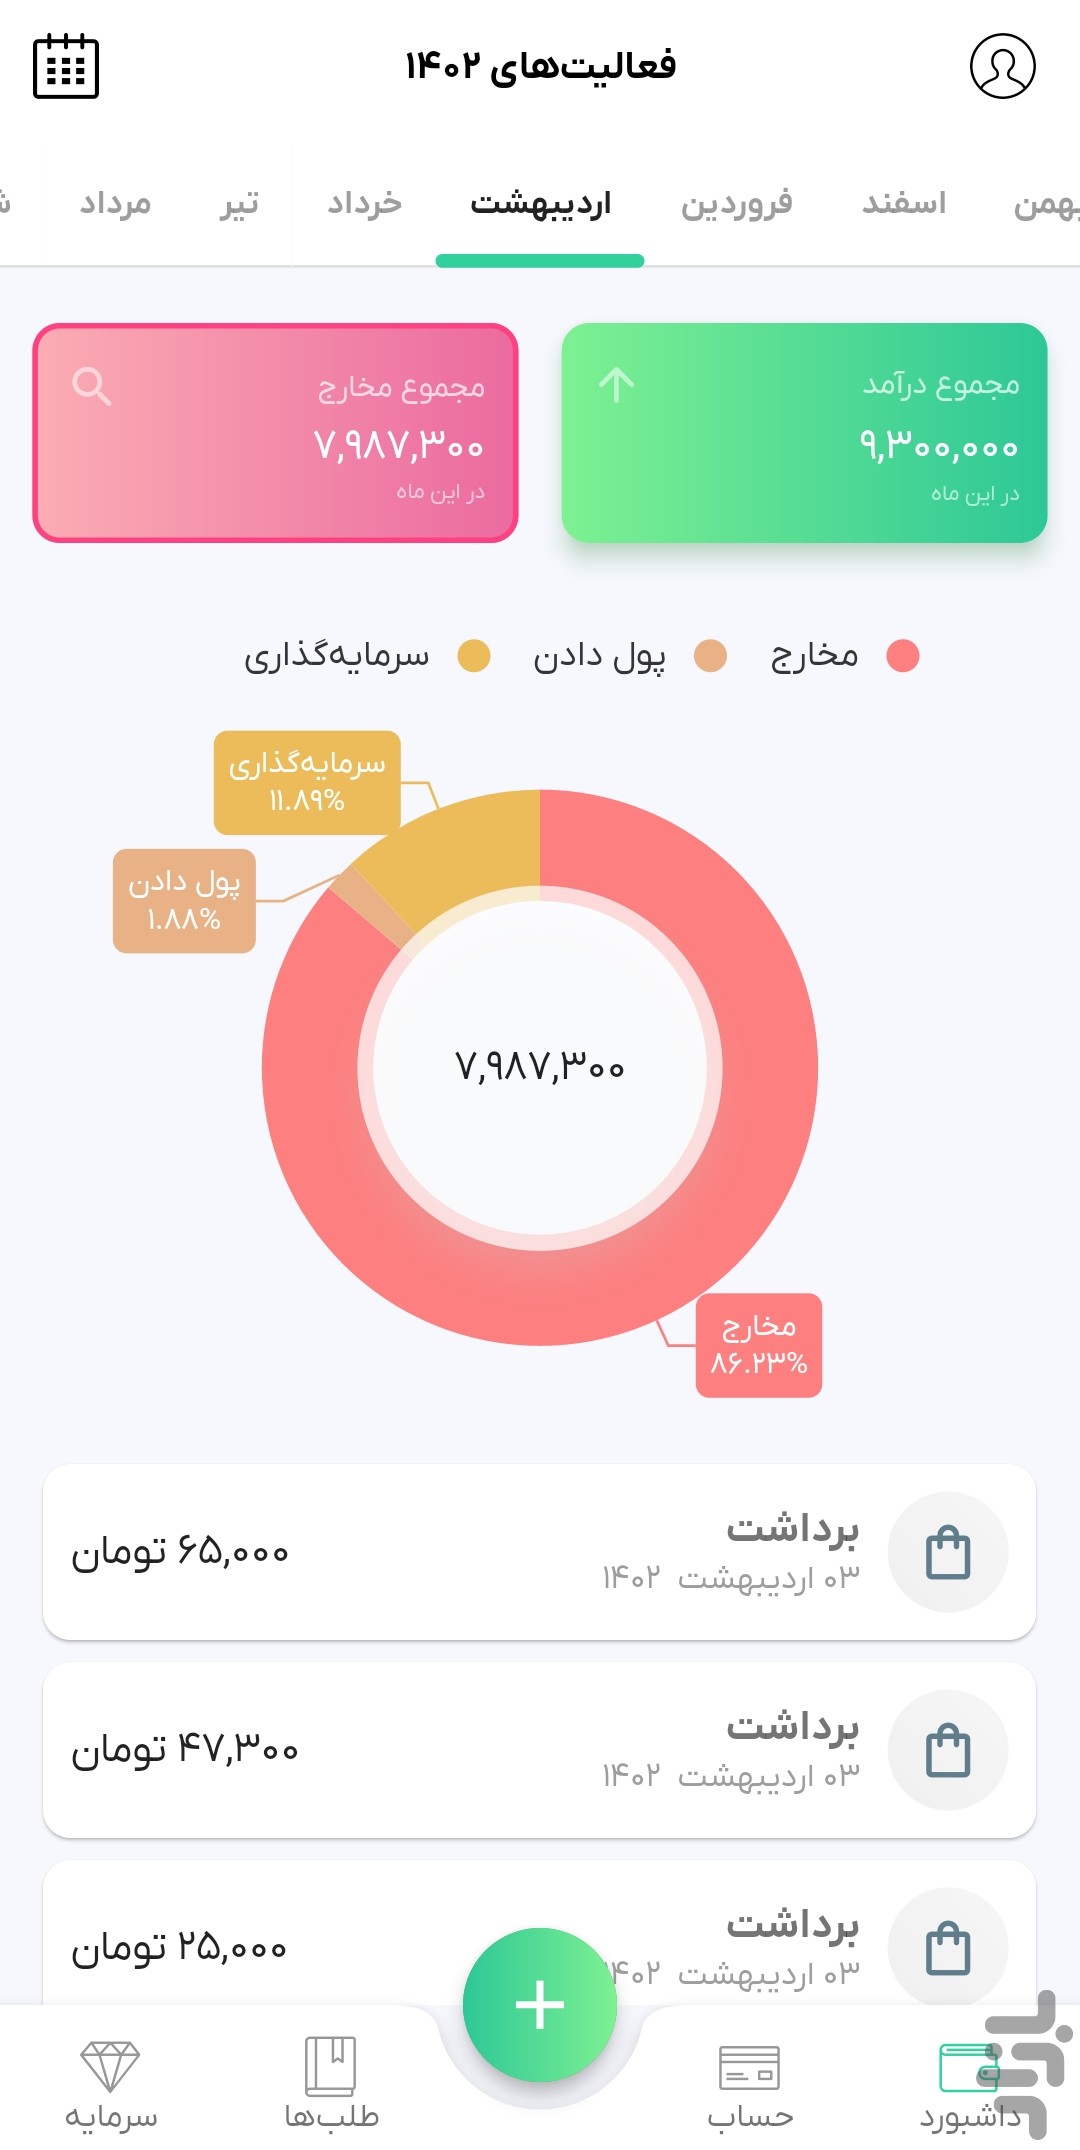 فعالیت‌های ۱۴۰۲
بهمن اسفند فروردین اردیبهشت خرداد تیر مرداد
مجموع درآمد
۹,۳۰۰,۰۰۰
در این ماه
مجموع مخارج
۷,۹۸۷,۳۰۰
در این ماه
مخارج پول دادن سرمایه‌گذاری
سرمایه‌گذاری
۱۱.۸۹%
پول دادن
۱.۸۸%
۷,۹۸۷,۳۰۰
مخارج
۸۶.۲۳%
برداشت
۰۳ اردیبهشت ۱۴۰۲
۶۵,۰۰۰ تومان
برداشت
۰۳ اردیبهشت ۱۴۰۲
۴۷,۳۰۰ تومان
برداشت
۰۳ اردیبهشت ۱۴۰۲
۲۵,۰۰۰ تومان
داشبورد حساب طلب‌ها سرمایه